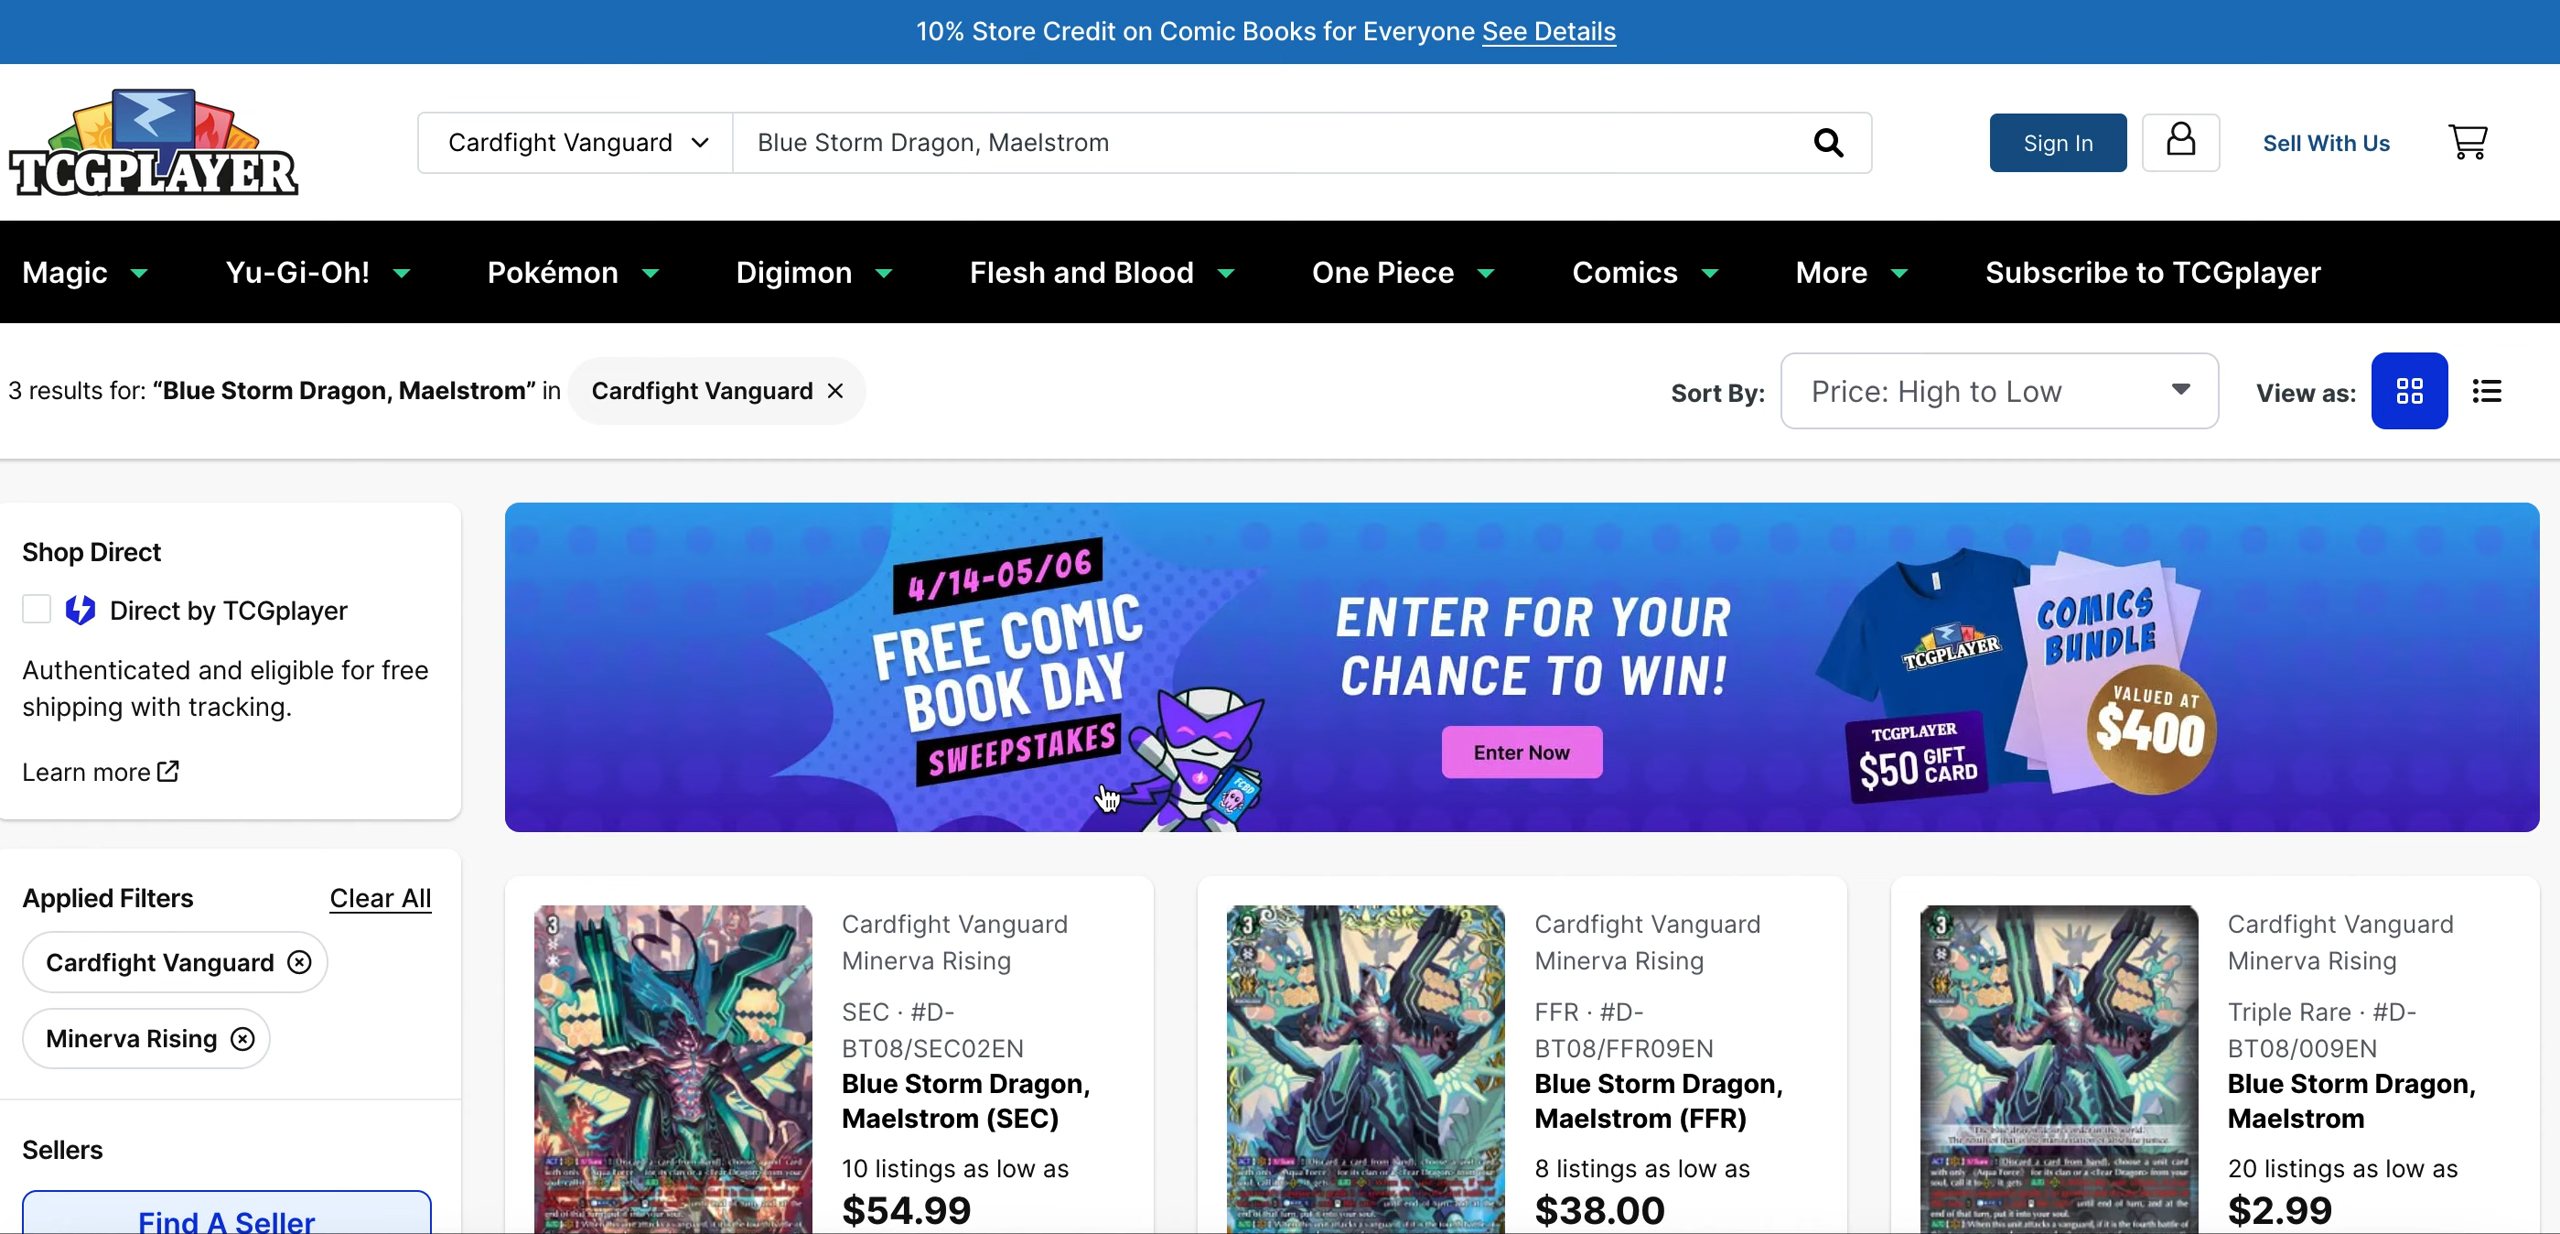 10% Store Credit on Comic Books for Everyone See Details
TCGPLAYER
Cardfight Vanguard
Blue Storm Dragon, Maelstrom
Sign In
Sell With Us
Magic
Yu-Gi-Oh!
Pokémon
Digimon
Flesh and Blood
One Piece
Comics
More
Subscribe to TCGplayer
3 results for: “Blue Storm Dragon, Maelstrom” in
Cardfight Vanguard
Sort By:
Price: High to Low
View as:
Shop Direct
Direct by TCGplayer
Authenticated and eligible for free
shipping with tracking.
Learn more
Applied Filters
Clear All
Cardfight Vanguard
Minerva Rising
Sellers
Find A Seller
4/14-05/06
FREE COMIC
BOOK DAY
SWEEPSTAKES
FCBD
ENTER FOR YOUR
CHANCE TO WIN!
Enter Now
TCGPLAYER
COMICS
BUNDLE
VALUED AT
$400
TCGPLAYER
$50 GIFT
CARD
3
Cardfight Vanguard
Minerva Rising
SEC · #D-
BT08/SEC02EN
Blue Storm Dragon,
Maelstrom (SEC)
10 listings as low as
$54.99
3
Cardfight Vanguard
Minerva Rising
FFR · #D-
BT08/FFR09EN
Blue Storm Dragon,
Maelstrom (FFR)
8 listings as low as
$38.00
3
Cardfight Vanguard
Minerva Rising
Triple Rare · #D-
BT08/009EN
Blue Storm Dragon,
Maelstrom
20 listings as low as
$2.99